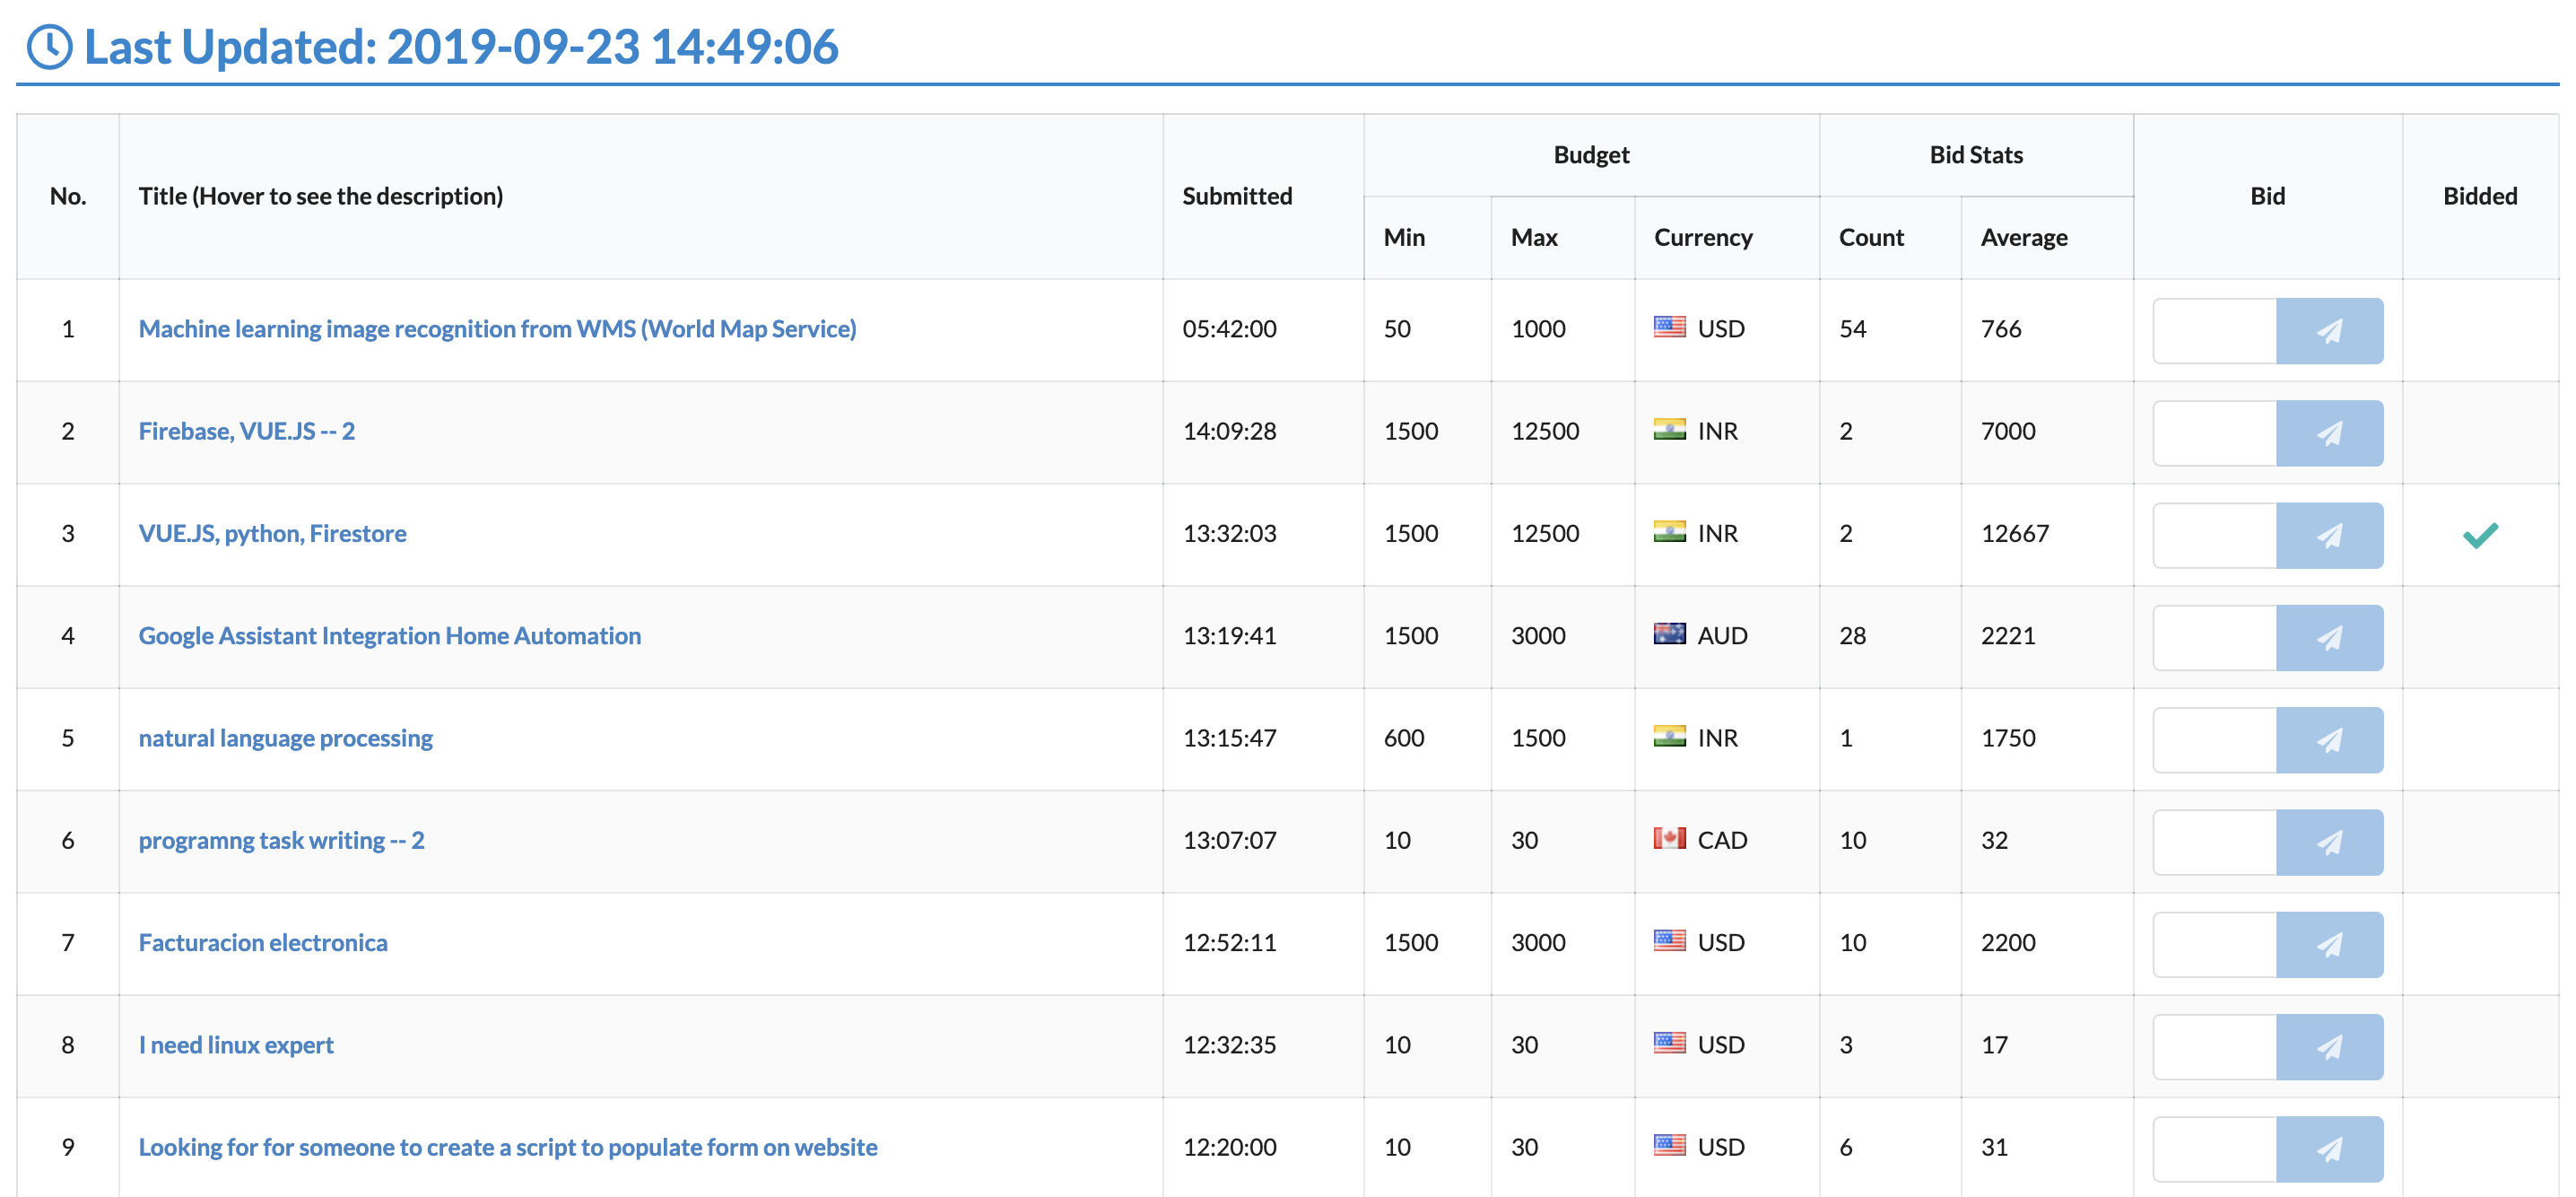 Last Updated: 2019-09-23 14:49:06
No. Title (Hover to see the description) Submitted Budget Bid Stats Bid Bidded
Min Max Currency Count Average
1 Machine learning image recognition from WMS (World Map Service) 05:42:00 50 1000 USD 54 766
2 Firebase, VUE.JS -- 2 14:09:28 1500 12500 INR 2 7000
3 VUE.JS, python, Firestore 13:32:03 1500 12500 INR 2 12667
4 Google Assistant Integration Home Automation 13:19:41 1500 3000 AUD 28 2221
5 natural language processing 13:15:47 600 1500 INR 1 1750
6 programng task writing -- 2 13:07:07 10 30 CAD 10 32
7 Facturacion electronica 12:52:11 1500 3000 USD 10 2200
8 I need linux expert 12:32:35 10 30 USD 3 17
9 Looking for for someone to create a script to populate form on website 12:20:00 10 30 USD 6 31